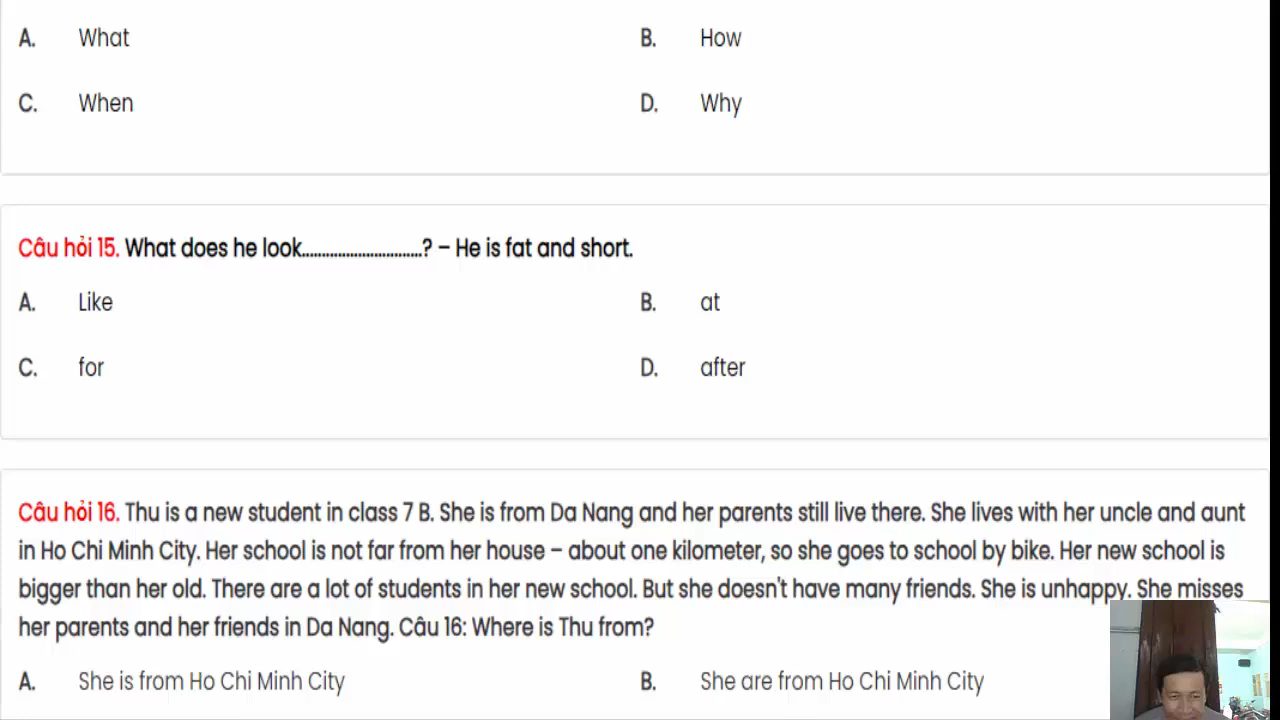 A. What B. How
C. When D. Why
Câu hỏi 15. What does he look..............................? – He is fat and short.
A. Like B. at
C. for D. after
Câu hỏi 16. Thu is a new student in class 7 B. She is from Da Nang and her parents still live there. She lives with her uncle and aunt
in Ho Chi Minh City. Her school is not far from her house – about one kilometer, so she goes to school by bike. Her new school is
bigger than her old. There are a lot of students in her new school. But she doesn't have many friends. She is unhappy. She misses
her parents and her friends in Da Nang. Câu 16: Where is Thu from?
A. She is from Ho Chi Minh City B. She are from Ho Chi Minh City